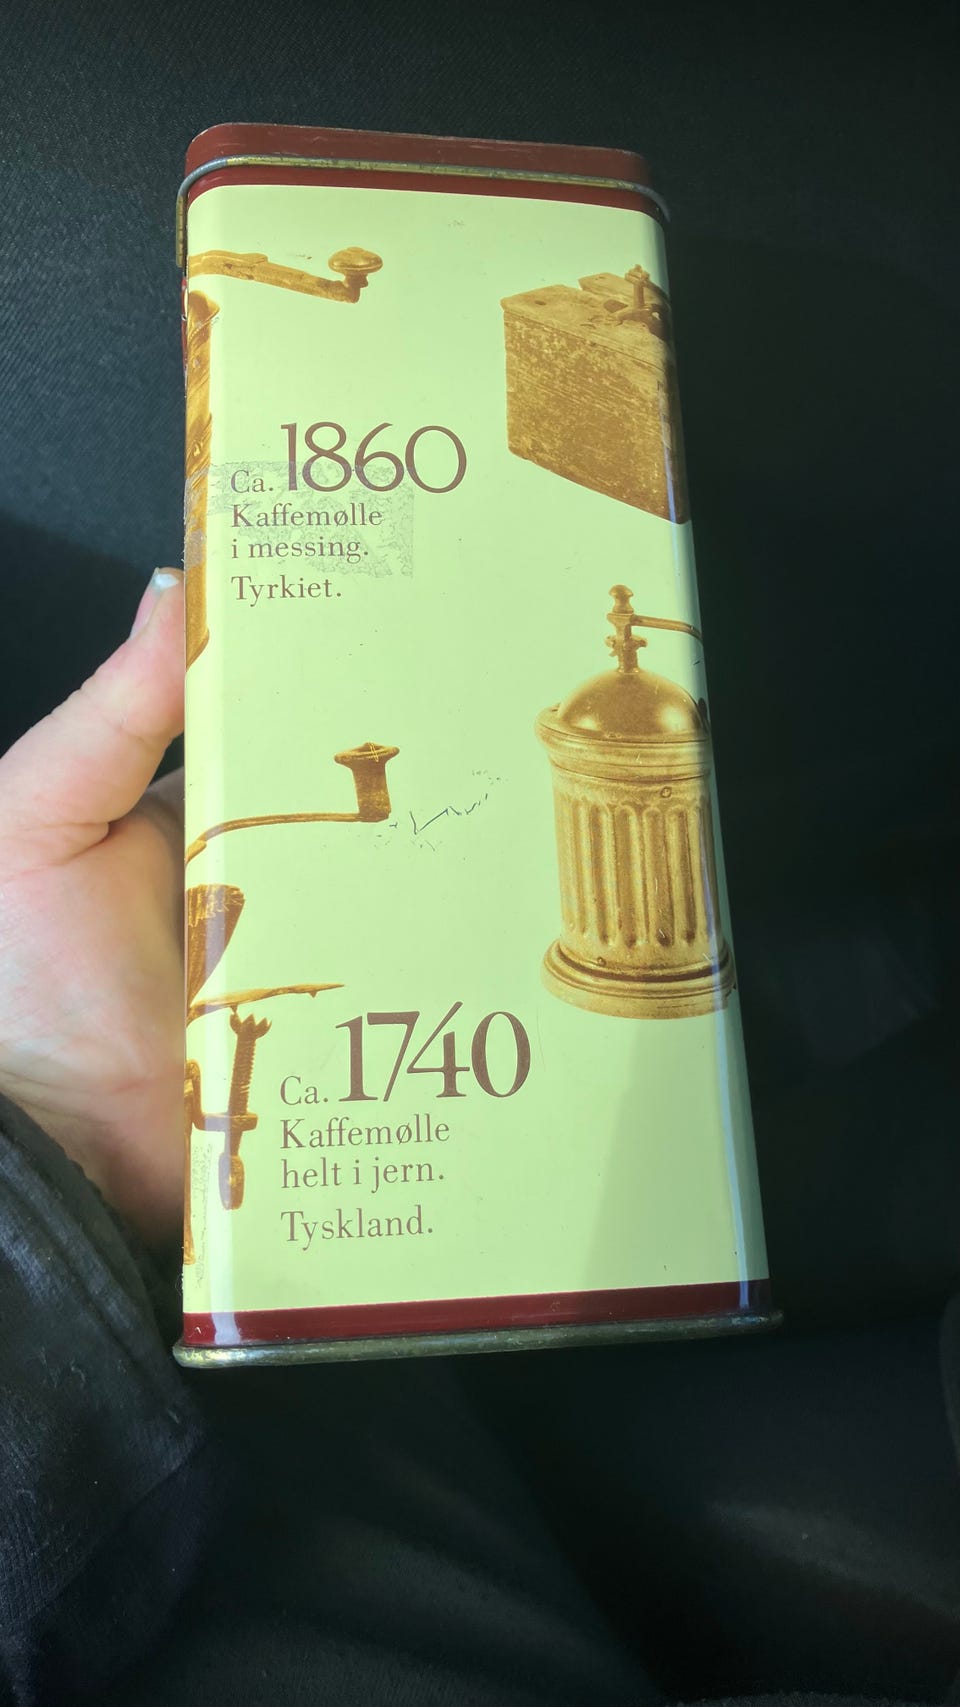 Ca. 1860
Kaffemølle
i messing.
Tyrkiet.
Ca. 1740
Kaffemølle
helt i jern.
Tyskland.